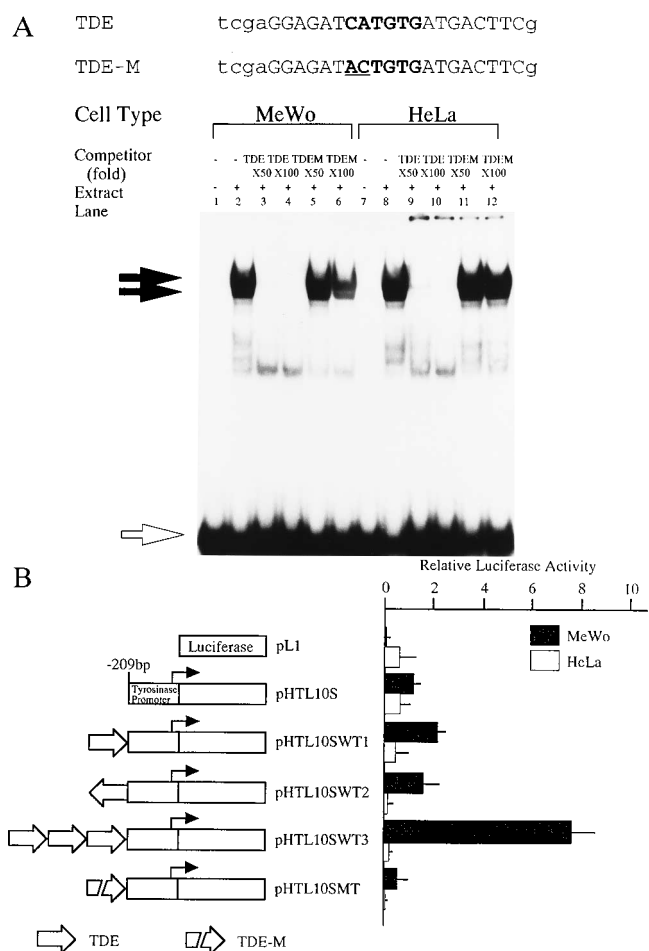 A
TDE tcgaGGAGATCATGTGATGACTTCg
TDE-M tcgaGGAGATACTGTGATGACTTCg
Cell Type MeWo HeLa
Competitor - - TDE TDE TDEM TDEM - - TDE TDE TDEM TDEM
(fold) X50 X100 X50 X100 X50 X100 X50 X100
Extract - + + + + + - + + + + +
Lane 1 2 3 4 5 6 7 8 9 10 11 12
B
Relative Luciferase Activity
0 2 4 6 8 10
MeWo
HeLa
Luciferase pL1
-209bp
Tyrosinase
Promoter
pHTL10S
pHTL10SWT1
pHTL10SWT2
pHTL10SWT3
pHTL10SMT
TDE TDE-M